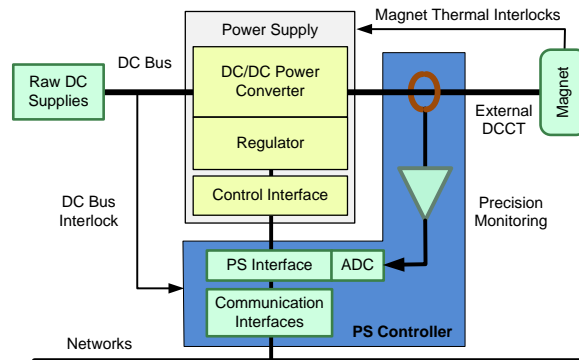 Magnet Thermal Interlocks
Power Supply
DC Bus
DC/DC Power
Converter
Raw DC
Supplies
Magnet
External
DCCT
Regulator
Control Interface
DC Bus
Interlock
Precision
Monitoring
PS Interface
ADC
Communication
Interfaces
PS Controller
Networks